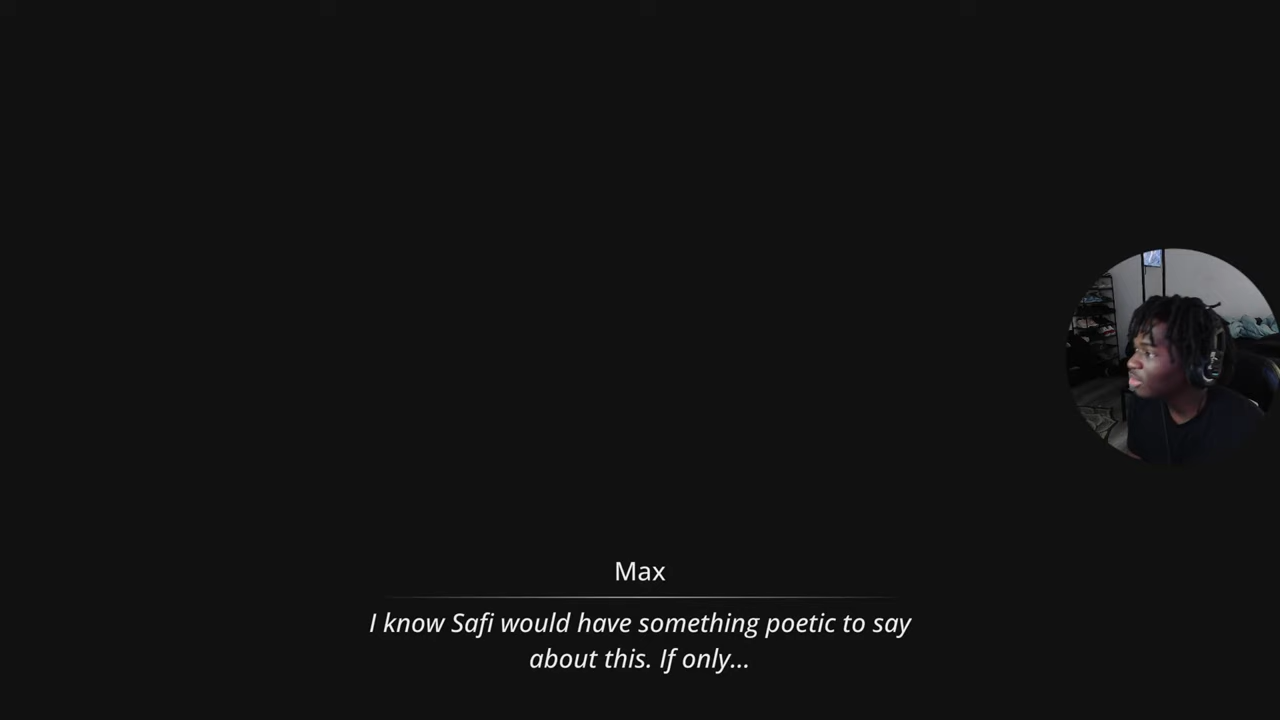 Max
I know Safi would have something poetic to say
about this. If only...